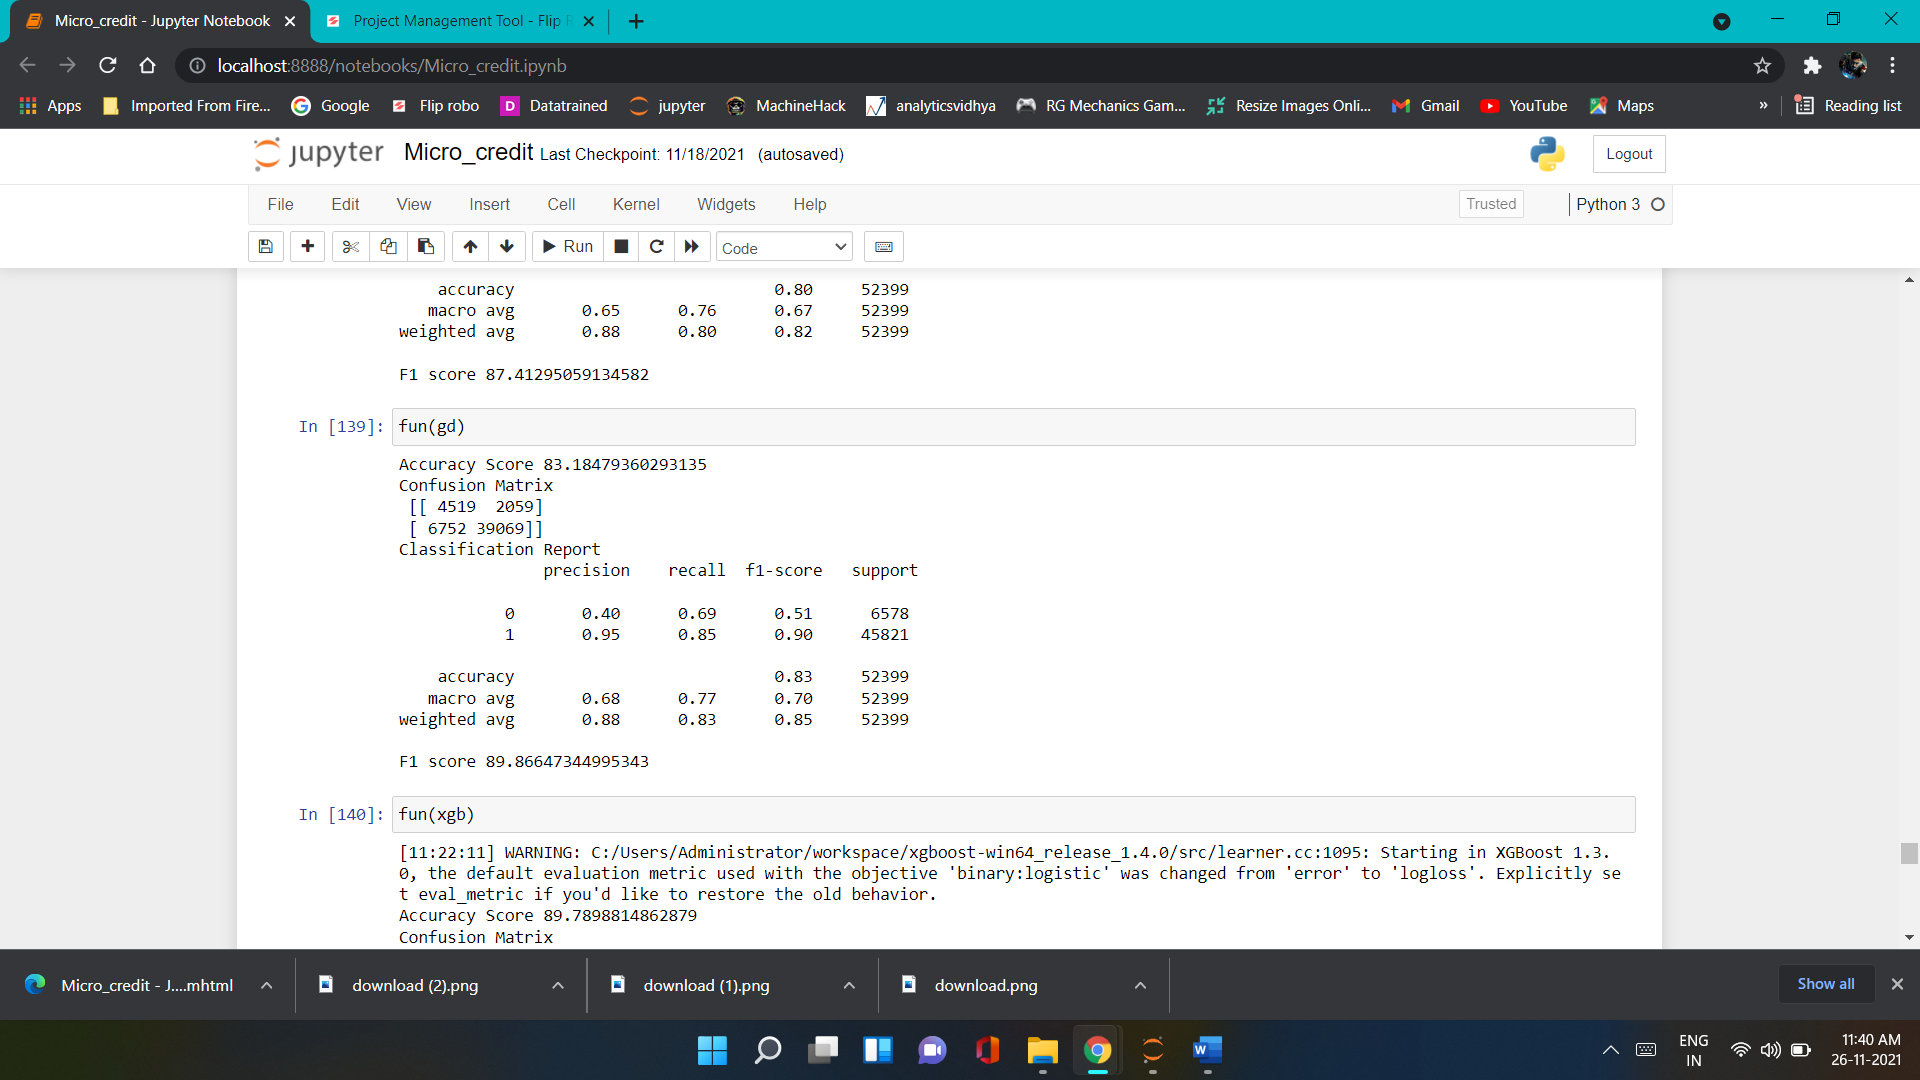 Micro_credit - Jupyter Notebook
Project Management Tool - Flip R
localhost:8888/notebooks/Micro_credit.ipynb
Apps Imported From Fire... Google Flip robo D Datatrained jupyter MachineHack analyticsvidhya RG Mechanics Gam... Resize Images Onli... Gmail YouTube Maps » Reading list
jupyter Micro_credit Last Checkpoint: 11/18/2021 (autosaved) Logout
File Edit View Insert Cell Kernel Widgets Help Trusted Python 3
Run Code
accuracy 0.80 52399
macro avg 0.65 0.76 0.67 52399
weighted avg 0.88 0.80 0.82 52399
F1 score 87.41295059134582
In [139]: fun(gd)
Accuracy Score 83.18479360293135
Confusion Matrix
[[ 4519 2059]
[ 6752 39069]]
Classification Report
precision recall f1-score support
0 0.40 0.69 0.51 6578
1 0.95 0.85 0.90 45821
accuracy 0.83 52399
macro avg 0.68 0.77 0.70 52399
weighted avg 0.88 0.83 0.85 52399
F1 score 89.86647344995343
In [140]: fun(xgb)
[11:22:11] WARNING: C:/Users/Administrator/workspace/xgboost-win64_release_1.4.0/src/learner.cc:1095: Starting in XGBoost 1.3.
0, the default evaluation metric used with the objective 'binary:logistic' was changed from 'error' to 'logloss'. Explicitly se
t eval_metric if you'd like to restore the old behavior.
Accuracy Score 89.7898814862879
Confusion Matrix
Micro_credit - J....mhtml download (2).png download (1).png download.png Show all
W ENG 11:40 AM
IN 26-11-2021